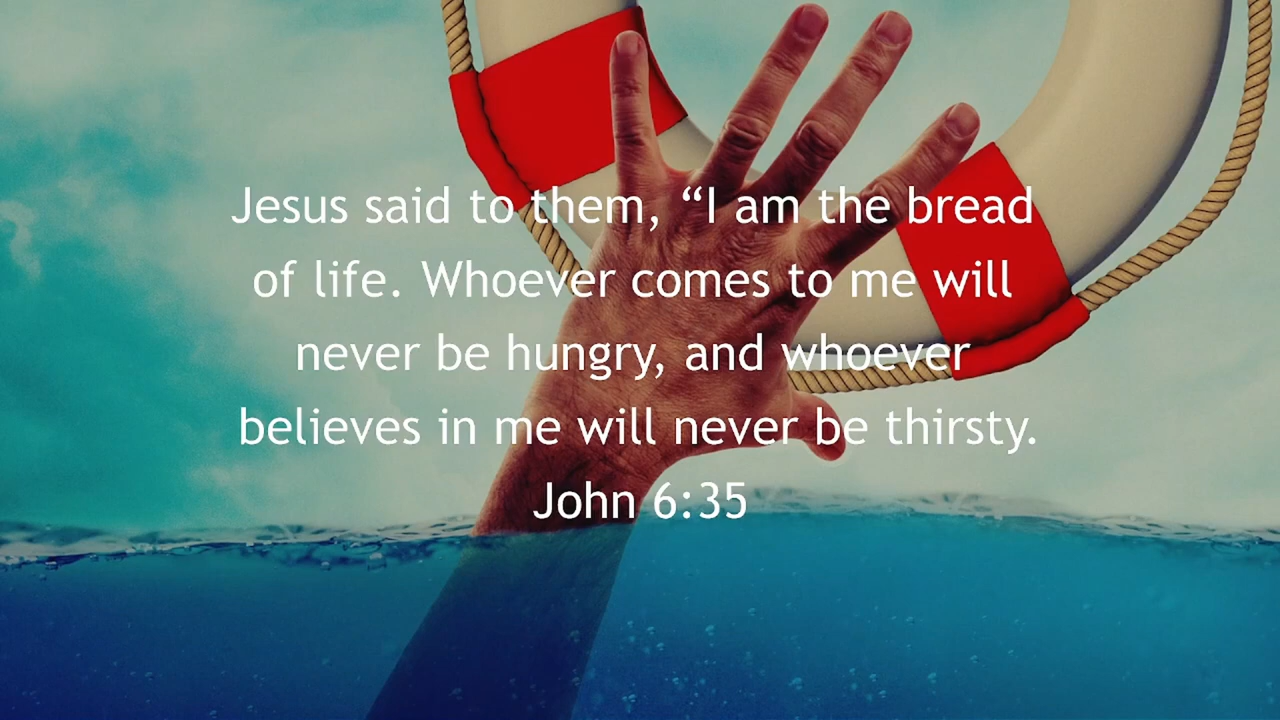 Jesus said to them, “I am the bread
of life. Whoever comes to me will
never be hungry, and whoever
believes in me will never be thirsty.
John 6:35